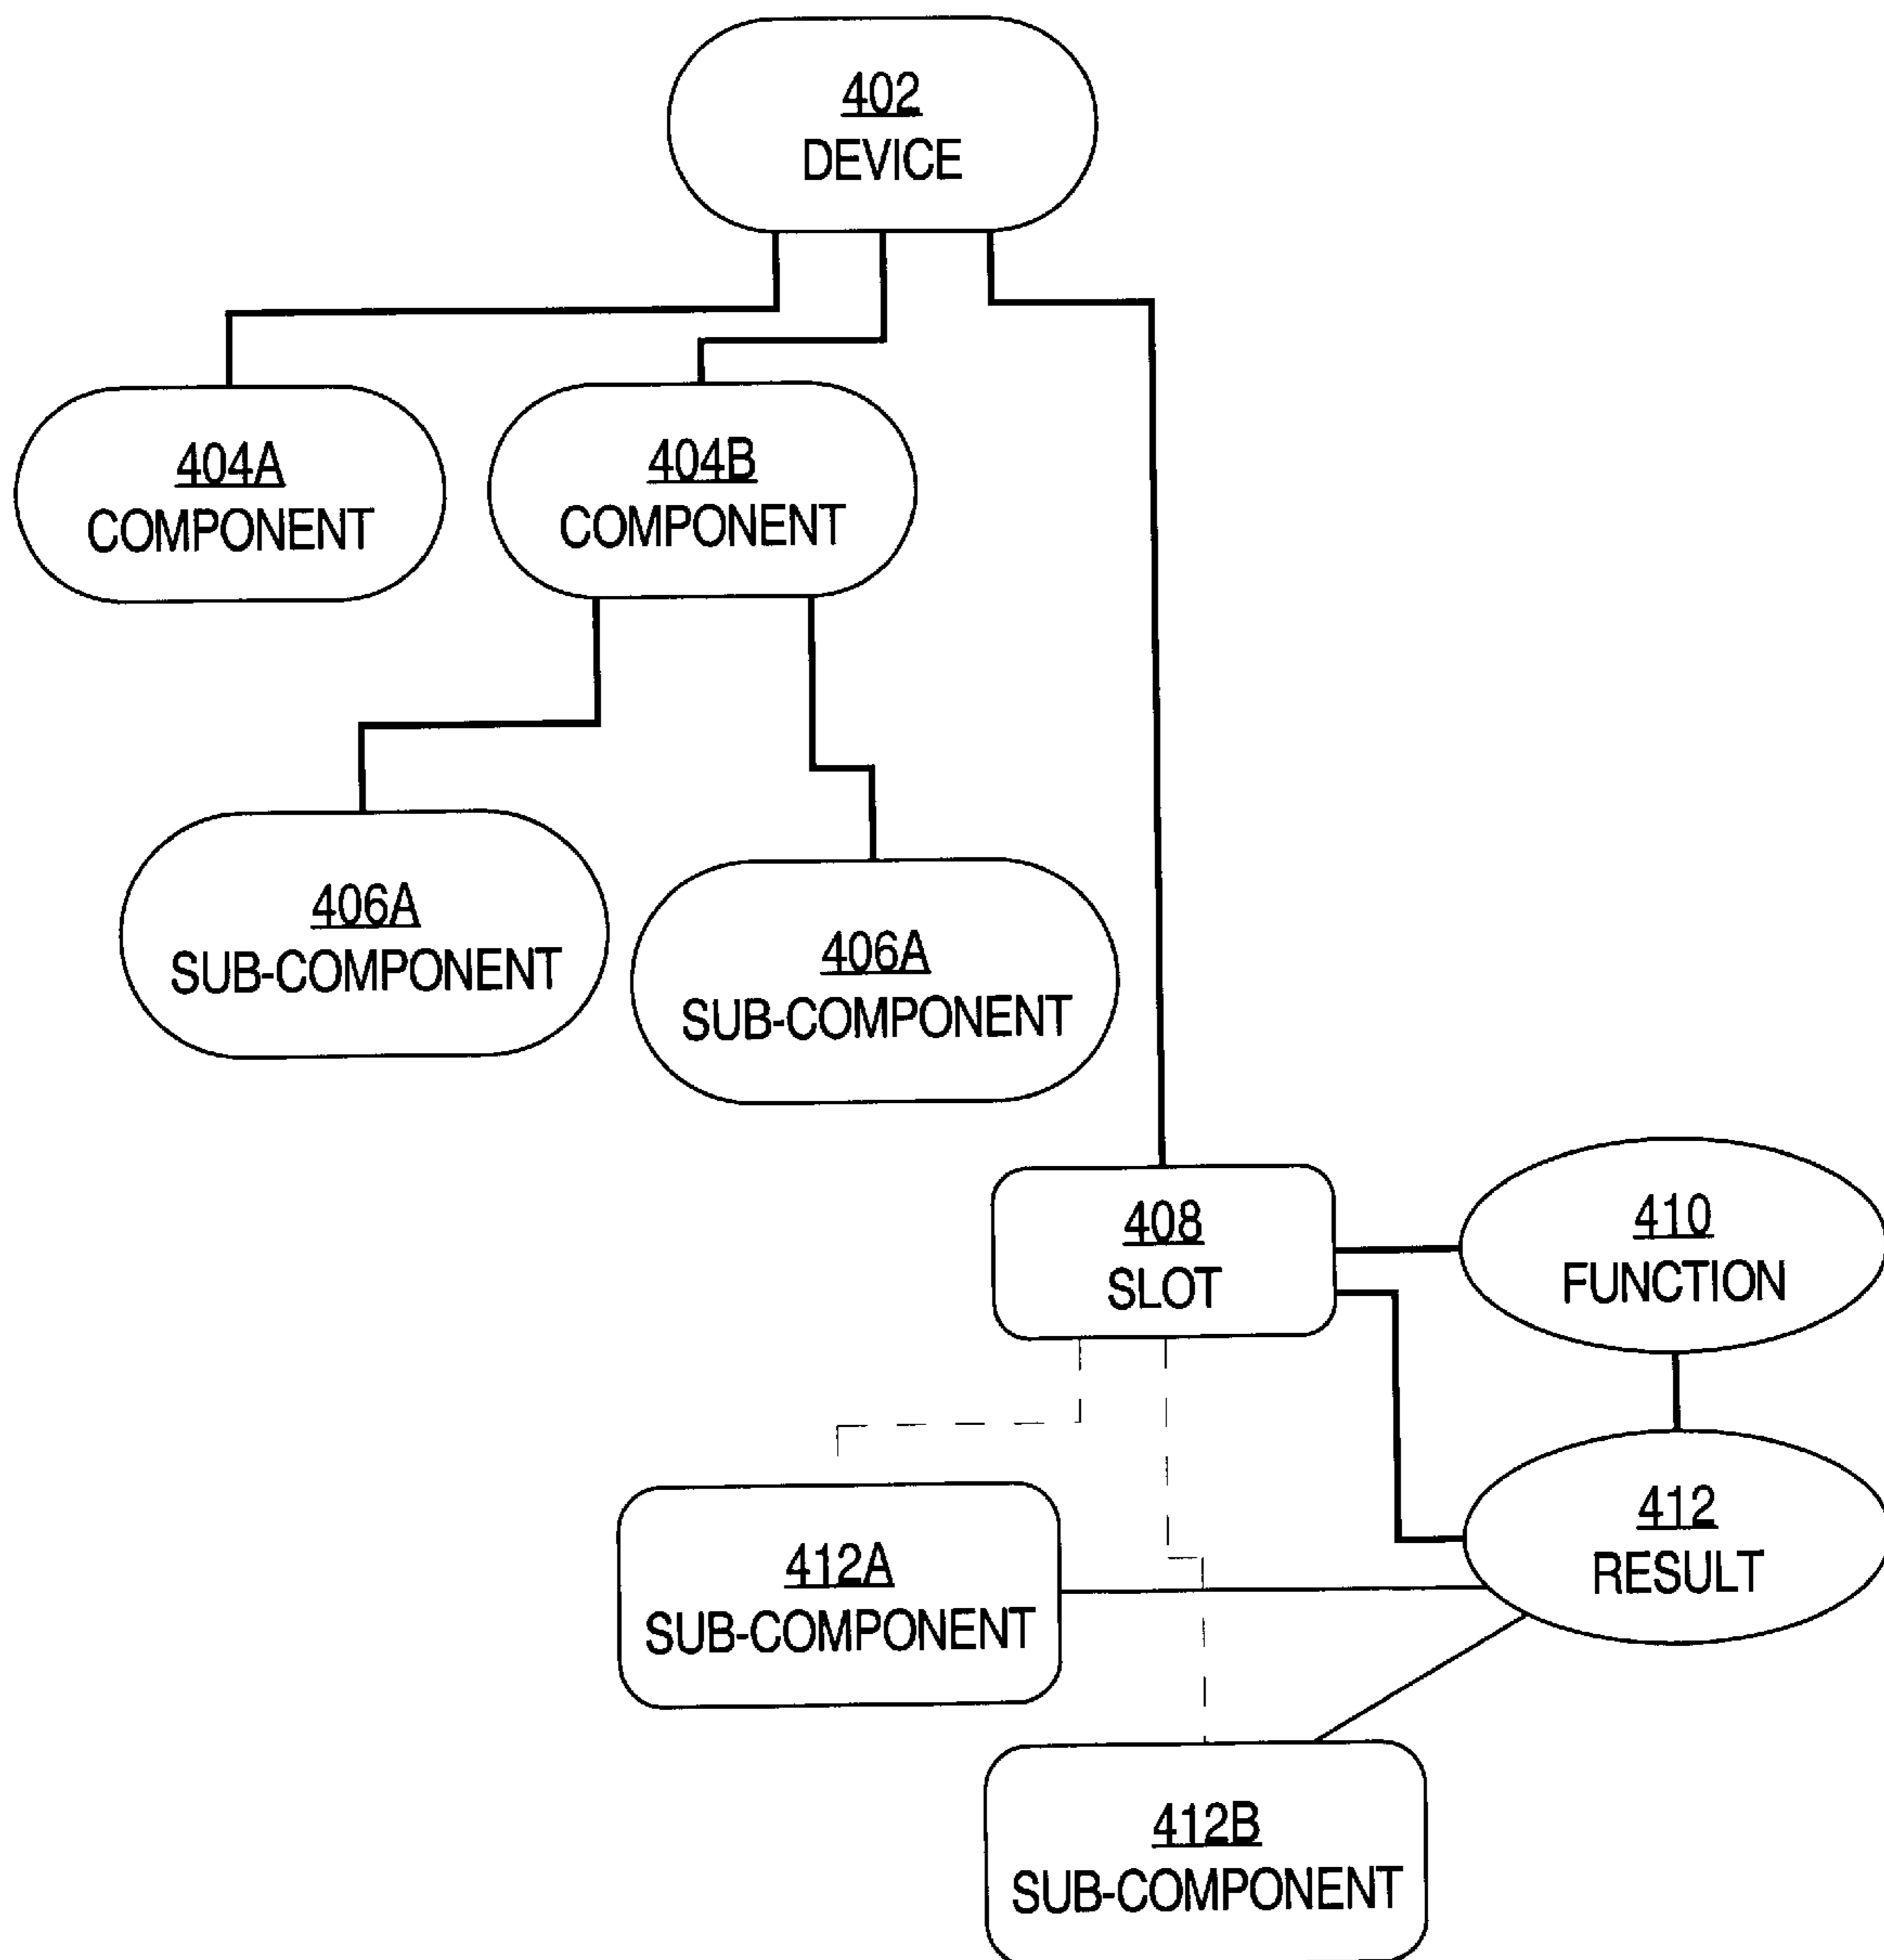 402
DEVICE
404A
COMPONENT
404B
COMPONENT
406A
SUB-COMPONENT
406A
SUB-COMPONENT
408
SLOT
410
FUNCTION
412
RESULT
412A
SUB-COMPONENT
412B
SUB-COMPONENT